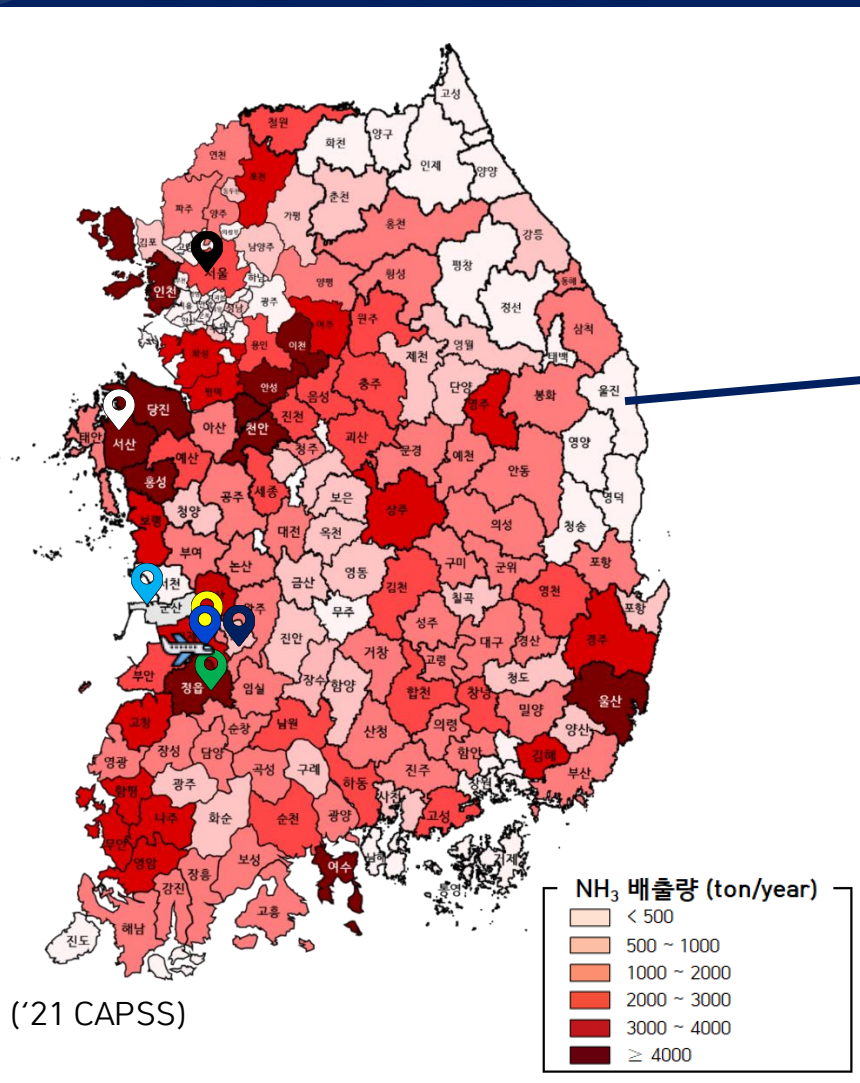 고성
철원
화천
양구
연천
인제
양양
포천
춘천
파주
양주
가평
홍천
강릉
김포
남양주
서울
평창
하남
양평
횡성
동해
인천
광주
정선
성남
여주
원주
삼척
화성
용인
이천
영월
제천
태백
평택
안성
음성
충주
단양
영주
봉화
울진
당진
태안
서산
아산
천안
진천
괴산
문경
예천
영양
예산
청주
안동
홍성
공주
세종
보은
영덕
보령
청양
상주
의성
청송
대전
옥천
부여
논산
영동
구미
군위
포항
서천
금산
김천
영천
칠곡
군산
무주
성주
포항
진안
대구
경산
경주
거창
고령
부안
정읍
임실
장수
함양
청도
합천
창녕
울산
밀양
고창
순창
남원
의령
양산
산청
장성
담양
함안
영광
곡성
구례
김해
진주
부산
광주
하동
창원
함평
사천
나주
화순
순천
광양
고성
무안
보성
여수
남해
거제
영암
장흥
강진
통영
고흥
해남
진도
NH₃ 배출량 (ton/year)
< 500
500 ~ 1000
1000 ~ 2000
2000 ~ 3000
3000 ~ 4000
≥ 4000
(‘21 CAPSS)